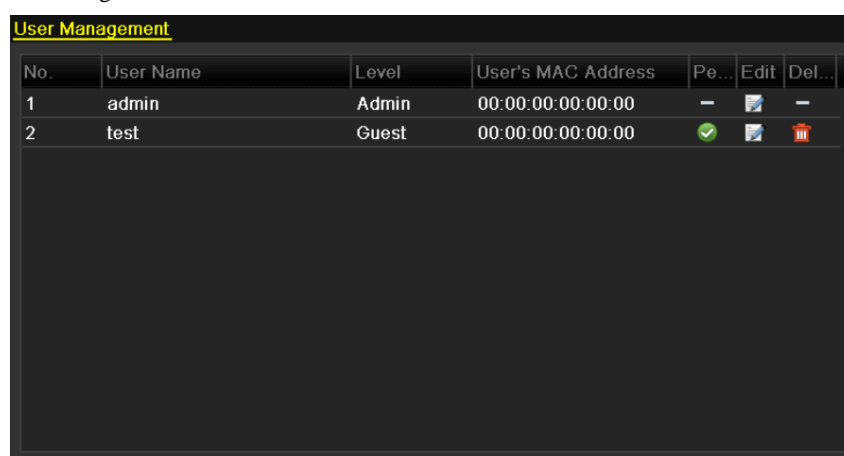 User Management
No. User Name Level User's MAC Address Pe... Edit Del...
1 admin Admin 00:00:00:00:00:00 –
2 test Guest 00:00:00:00:00:00